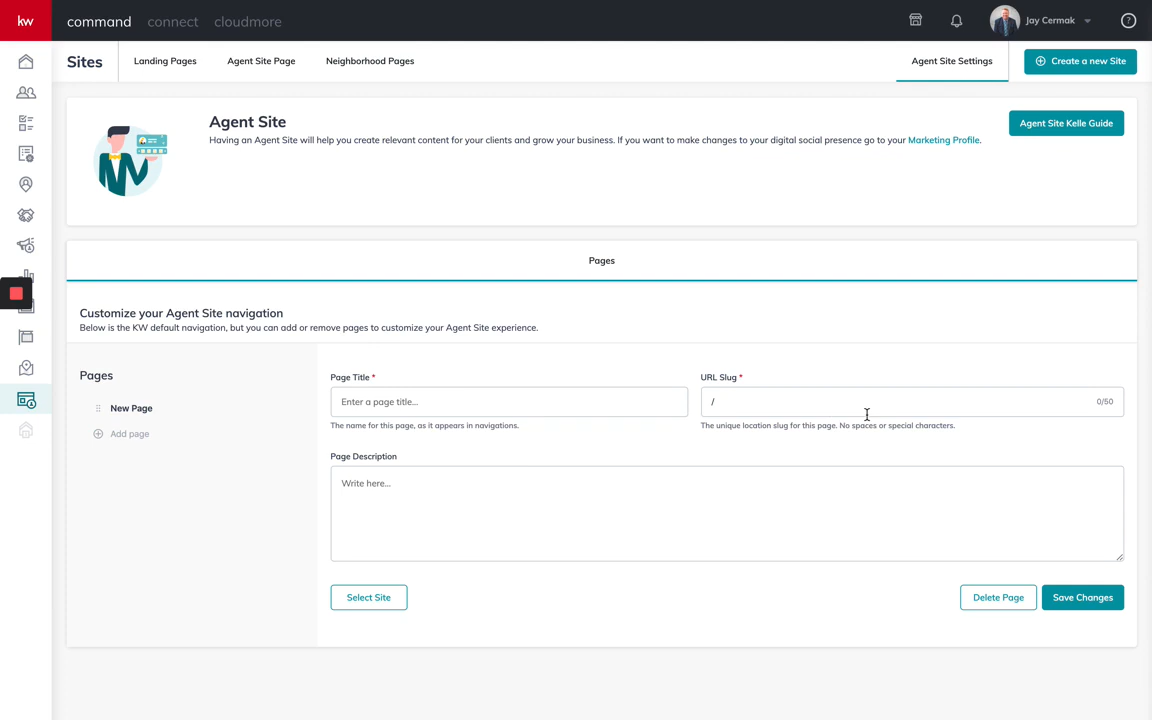 kw command connect cloudmore Jay Cermak ?
Sites Landing Pages Agent Site Page Neighborhood Pages Agent Site Settings Create a new Site
Agent Site
Having an Agent Site will help you create relevant content for your clients and grow your business. If you want to make changes to your digital social presence go to your Marketing Profile.
Agent Site Kelle Guide
Pages
Customize your Agent Site navigation
Below is the KW default navigation, but you can add or remove pages to customize your Agent Site experience.
Pages
New Page
Add page
Page Title *
Enter a page title...
The name for this page, as it appears in navigations.
URL Slug *
/ 0/50
The unique location slug for this page. No spaces or special characters.
Page Description
Write here...
Select Site Delete Page Save Changes